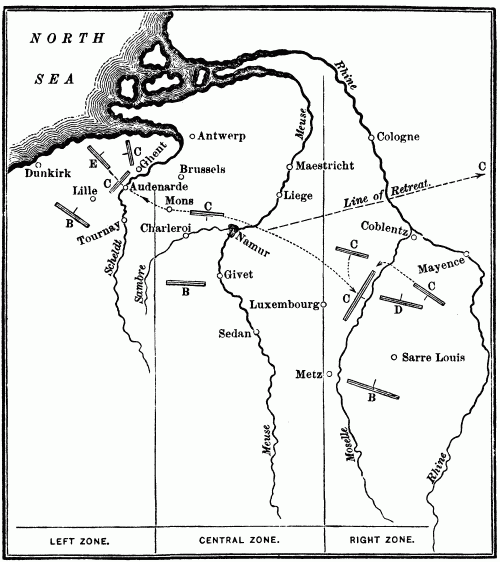 NORTH
SEA
Rhine
Meuse
Antwerp
Cologne
C
E
C
Ghent
Dunkirk
Brussels
Maestricht
C
Lille
C
Audenarde
Liege
Line of Retreat.
Mons
C
B
Tournay
Charleroi
Namur
Coblentz
C
Mayence
Scheldt
Sambre
Givet
B
C
C
D
Luxembourg
Sedan
Sarre Louis
Metz
B
Meuse
Moselle
Rhine
LEFT ZONE.
CENTRAL ZONE.
RIGHT ZONE.